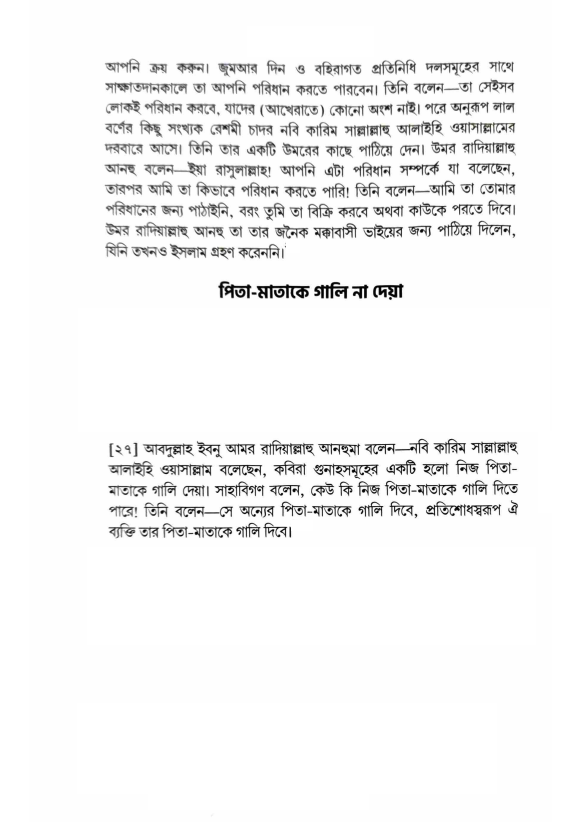 আপনি ক্রয় করুন। জুমআর দিন ও বহিরাগত প্রতিনিধি দলসমূহের সাথে
সাক্ষাতদানকালে তা আপনি পরিধান করতে পারবেন। তিনি বলেন—তা সেইসব
লোকই পরিধান করবে, যাদের (আখেরাতে) কোনো অংশ নাই। পরে অনুরূপ লাল
বর্ণের কিছু সংখ্যক রেশমী চাদর নবি কারিম সাল্লাল্লাহু আলাইহি ওয়াসাল্লামের
দরবারে আসে। তিনি তার একটি উমরের কাছে পাঠিয়ে দেন। উমর রাদিয়াল্লাহু
আনহু বলেন—ইয়া রাসুলাল্লাহ! আপনি এটা পরিধান সম্পর্কে যা বলেছেন,
তারপর আমি তা কিভাবে পরিধান করতে পারি! তিনি বলেন—আমি তা তোমার
পরিধানের জন্য পাঠাইনি, বরং তুমি তা বিক্রি করবে অথবা কাউকে পরতে দিবে।
উমর রাদিয়াল্লাহু আনহু তা তার জনৈক মক্কাবাসী ভাইয়ের জন্য পাঠিয়ে দিলেন,
যিনি তখনও ইসলাম গ্রহণ করেননি।
পিতা-মাতাকে গালি না দেয়া
[২৭] আবদুল্লাহ ইবনু আমর রাদিয়াল্লাহু আনহুমা বলেন—নবি কারিম সাল্লাল্লাহু
আলাইহি ওয়াসাল্লাম বলেছেন, কবিরা গুনাহসমূহের একটি হলো নিজ পিতা-
মাতাকে গালি দেয়া। সাহাবিগণ বলেন, কেউ কি নিজ পিতা-মাতাকে গালি দিতে
পারে! তিনি বলেন—সে অন্যের পিতা-মাতাকে গালি দিবে, প্রতিশোধস্বরূপ ঐ
ব্যক্তি তার পিতা-মাতাকে গালি দিবে।